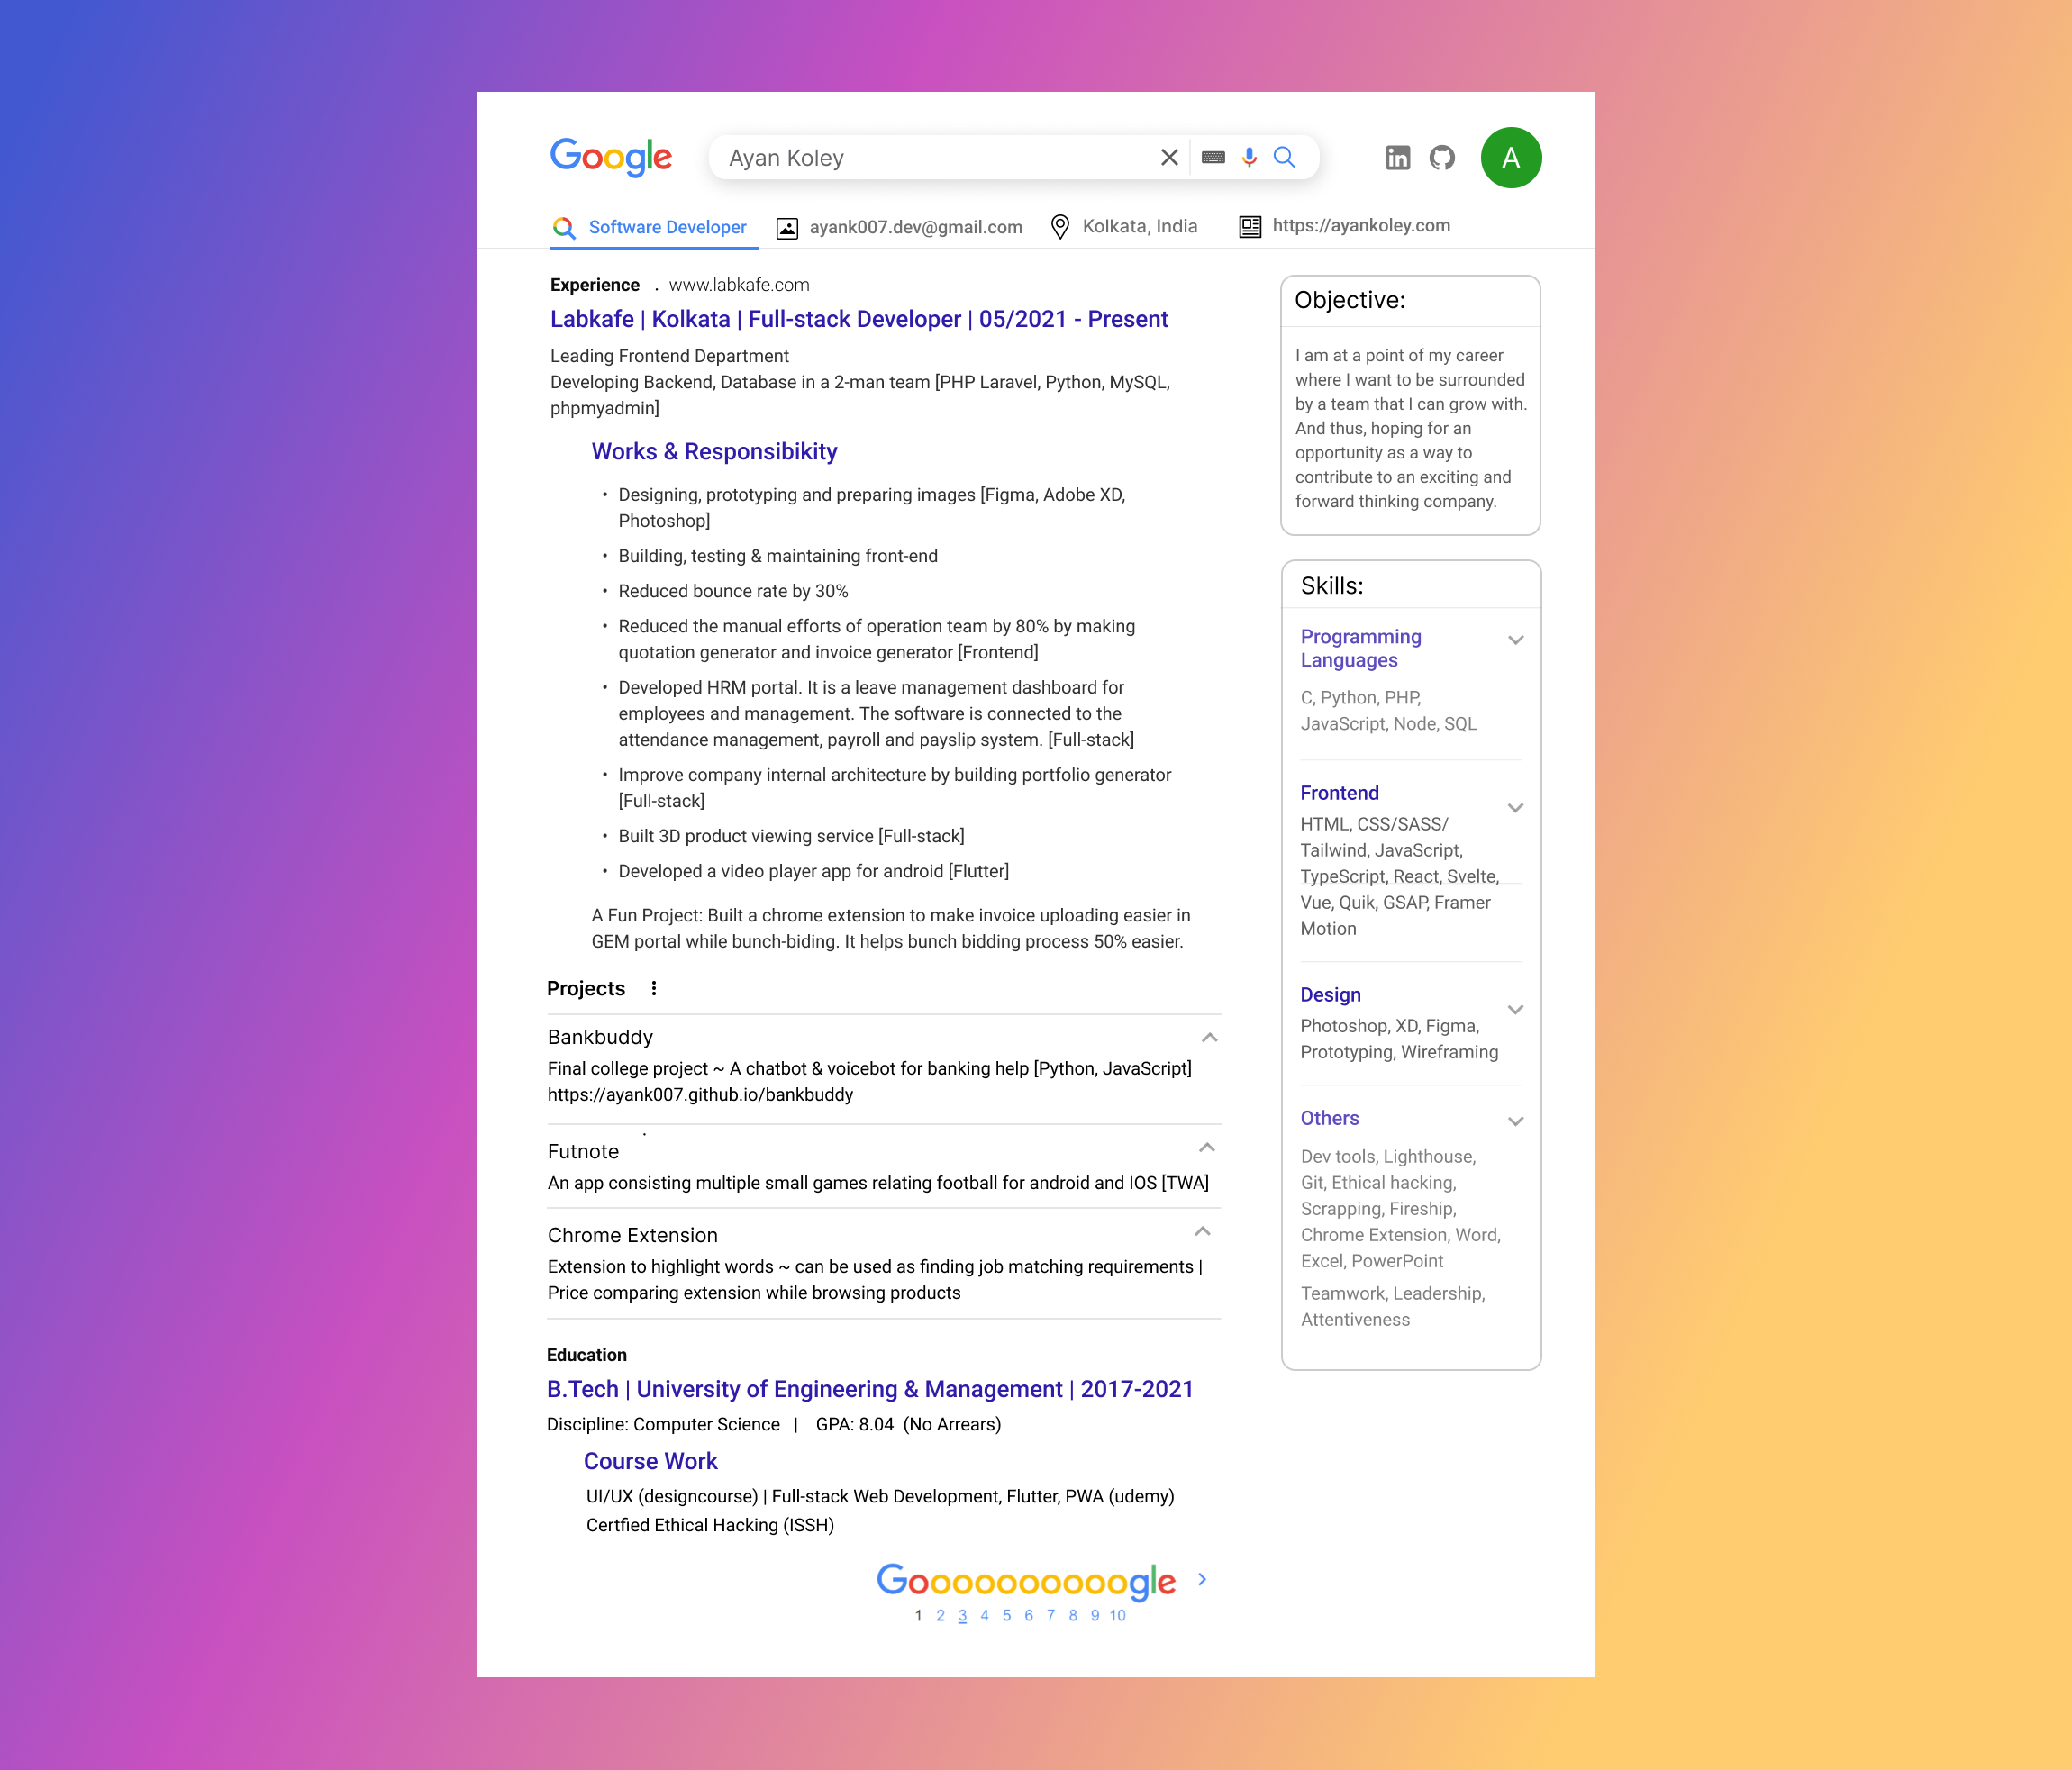 Google
Ayan Koley
A
Software Developer
ayank007.dev@gmail.com
Kolkata, India
https://ayankoley.com
Experience . www.labkafe.com
Labkafe | Kolkata | Full-stack Developer | 05/2021 - Present
Leading Frontend Department
Developing Backend, Database in a 2-man team [PHP Laravel, Python, MySQL,
phpmyadmin]
Works & Responsibikity
• Designing, prototyping and preparing images [Figma, Adobe XD,
Photoshop]
• Building, testing & maintaining front-end
• Reduced bounce rate by 30%
• Reduced the manual efforts of operation team by 80% by making
quotation generator and invoice generator [Frontend]
• Developed HRM portal. It is a leave management dashboard for
employees and management. The software is connected to the
attendance management, payroll and payslip system. [Full-stack]
• Improve company internal architecture by building portfolio generator
[Full-stack]
• Built 3D product viewing service [Full-stack]
• Developed a video player app for android [Flutter]
A Fun Project: Built a chrome extension to make invoice uploading easier in
GEM portal while bunch-biding. It helps bunch bidding process 50% easier.
Projects
Bankbuddy
Final college project ~ A chatbot & voicebot for banking help [Python, JavaScript]
https://ayank007.github.io/bankbuddy
.
Futnote
An app consisting multiple small games relating football for android and IOS [TWA]
Chrome Extension
Extension to highlight words ~ can be used as finding job matching requirements |
Price comparing extension while browsing products
Education
B.Tech | University of Engineering & Management | 2017-2021
Discipline: Computer Science | GPA: 8.04 (No Arrears)
Course Work
UI/UX (designcourse) | Full-stack Web Development, Flutter, PWA (udemy)
Certfied Ethical Hacking (ISSH)
Objective:
I am at a point of my career
where I want to be surrounded
by a team that I can grow with.
And thus, hoping for an
opportunity as a way to
contribute to an exciting and
forward thinking company.
Skills:
Programming
Languages
C, Python, PHP,
JavaScript, Node, SQL
Frontend
HTML, CSS/SASS/
Tailwind, JavaScript,
TypeScript, React, Svelte,
Vue, Quik, GSAP, Framer
Motion
Design
Photoshop, XD, Figma,
Prototyping, Wireframing
Others
Dev tools, Lighthouse,
Git, Ethical hacking,
Scrapping, Fireship,
Chrome Extension, Word,
Excel, PowerPoint
Teamwork, Leadership,
Attentiveness
Goooooooooogle >
1 2 3 4 5 6 7 8 9 10